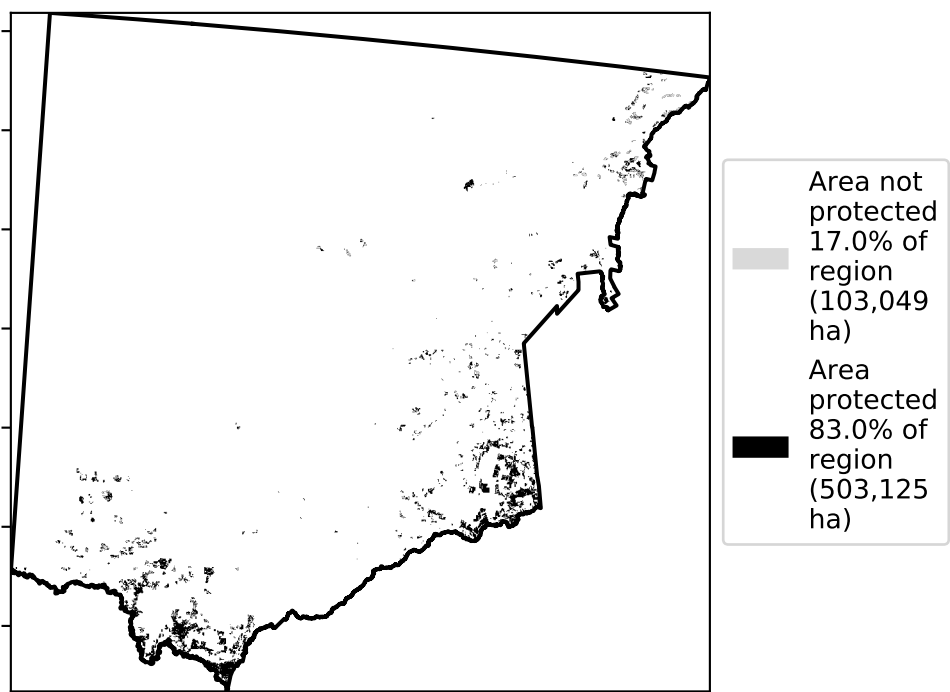 Area not
protected
17.0% of
region
(103,049
ha)
Area
protected
83.0% of
region
(503,125
ha)